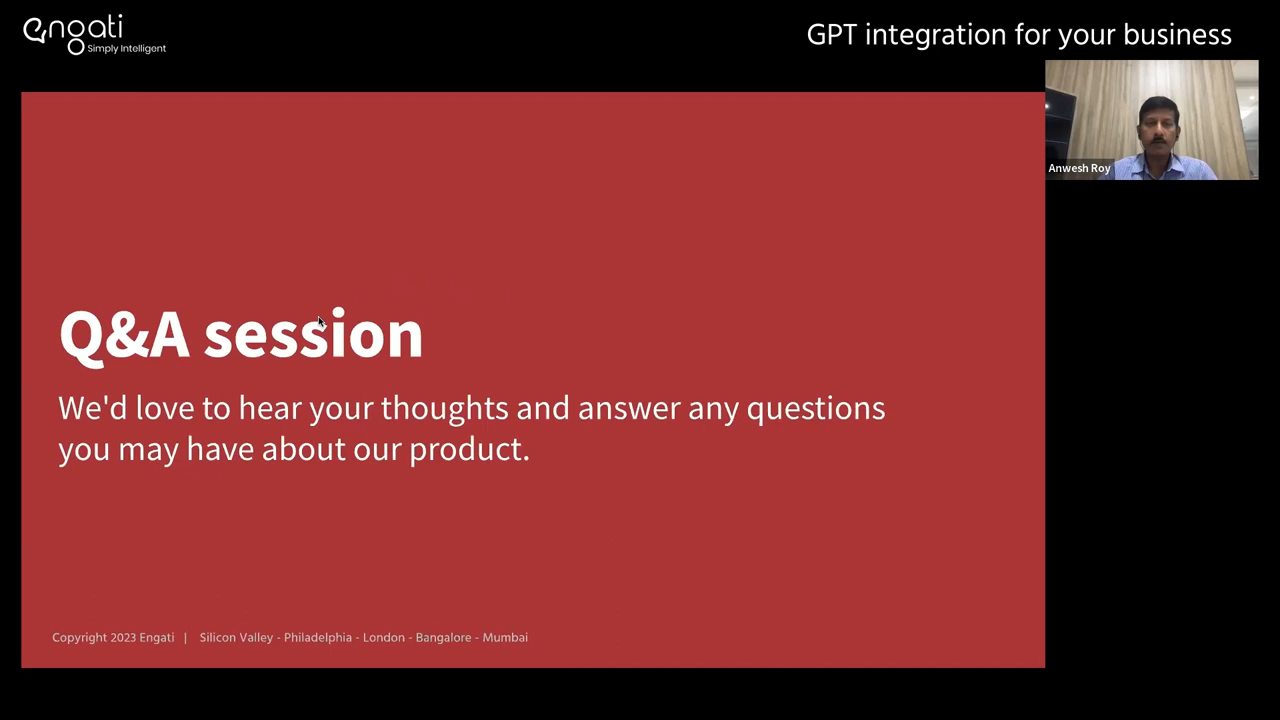 engati
Simply Intelligent
GPT integration for your business
Anwesh Roy
Q&A session
We'd love to hear your thoughts and answer any questions
you may have about our product.
Copyright 2023 Engati | Silicon Valley - Philadelphia - London - Bangalore - Mumbai